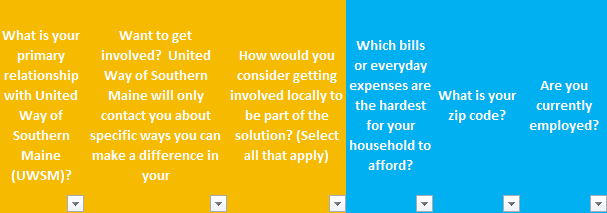 What is your
primary
relationship
with United
Way of
Southern
Maine
(UWSM)?
Want to get
involved?  United
Way of Southern
Maine will only
contact you about
specific ways you can
make a difference in
your
How would you
consider getting
involved locally to
be part of the
solution? (Select
all that apply)
Which bills
or everyday
expenses are
the hardest
for your
household to
afford?
What is your
zip code?
Are you
currently
employed?